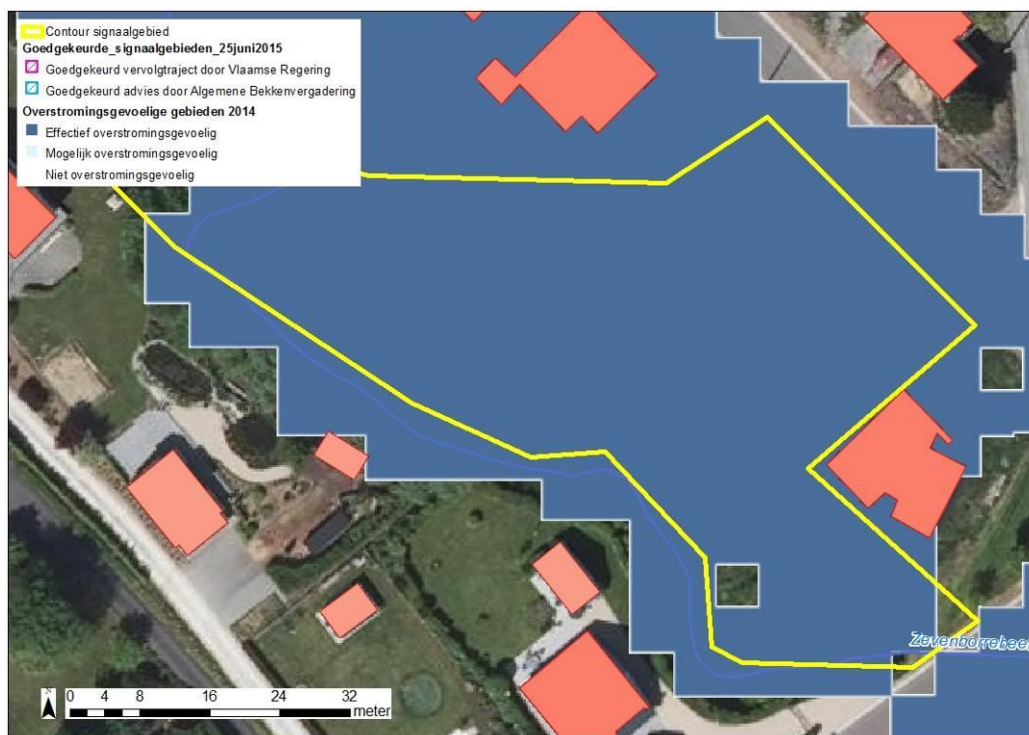 Contour signaalgebied
Goedgekeurde_signaalgebieden_25juni2015
Goedgekeurd vervolgtraject door Vlaamse Regering
Goedgekeurd advies door Algemene Bekkenvergadering
Overstromingsgevoelige gebieden 2014
Effectief overstromingsgevoelig
Mogelijk overstromingsgevoelig
Niet overstromingsgevoelig
Zevenborrebeek
N
0 4 8 16 24 32
meter